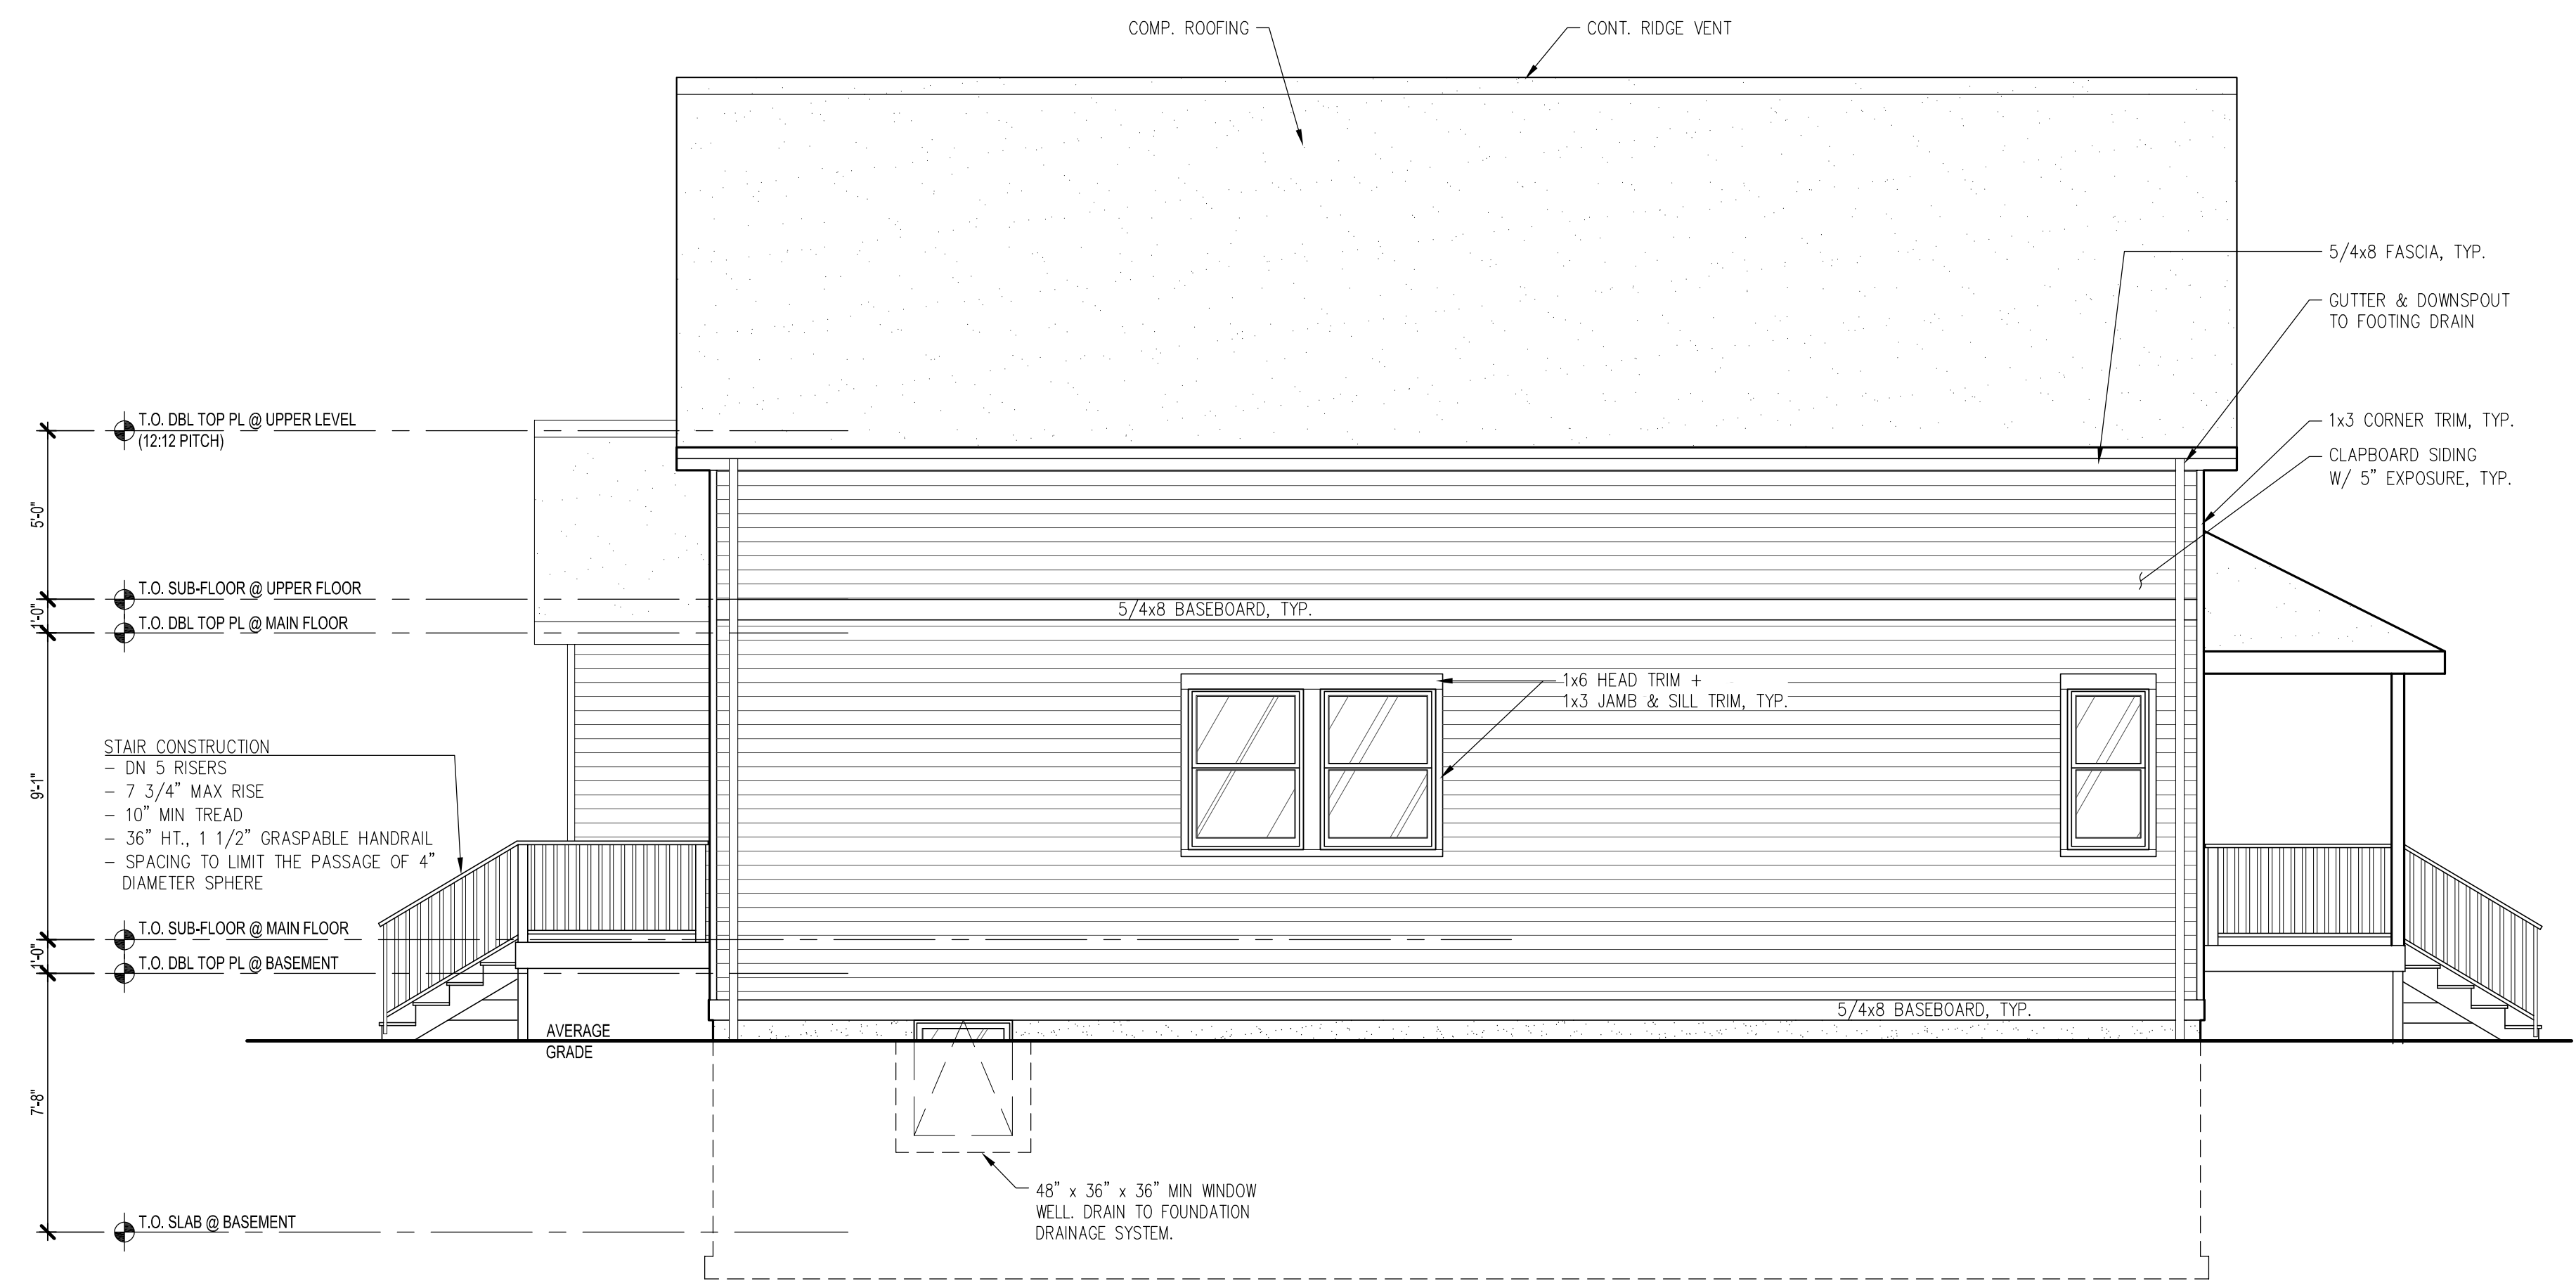 COMP. ROOFING
CONT. RIDGE VENT
5/4x8 FASCIA, TYP.
GUTTER & DOWNSPOUT
TO FOOTING DRAIN
1x3 CORNER TRIM, TYP.
CLAPBOARD SIDING
W/ 5" EXPOSURE, TYP.
T.O. DBL TOP PL @ UPPER LEVEL
(12:12 PITCH)
5'-0"
T.O. SUB-FLOOR @ UPPER FLOOR
1'-0"
T.O. DBL TOP PL @ MAIN FLOOR
5/4x8 BASEBOARD, TYP.
1x6 HEAD TRIM +
1x3 JAMB & SILL TRIM, TYP.
9'-1"
STAIR CONSTRUCTION
- DN 5 RISERS
- 7 3/4" MAX RISE
- 10" MIN TREAD
- 36" HT., 1 1/2" GRASPABLE HANDRAIL
- SPACING TO LIMIT THE PASSAGE OF 4"
DIAMETER SPHERE
T.O. SUB-FLOOR @ MAIN FLOOR
1'-0"
T.O. DBL TOP PL @ BASEMENT
5/4x8 BASEBOARD, TYP.
AVERAGE
GRADE
7'-8"
48" x 36" x 36" MIN WINDOW
WELL. DRAIN TO FOUNDATION
DRAINAGE SYSTEM.
T.O. SLAB @ BASEMENT